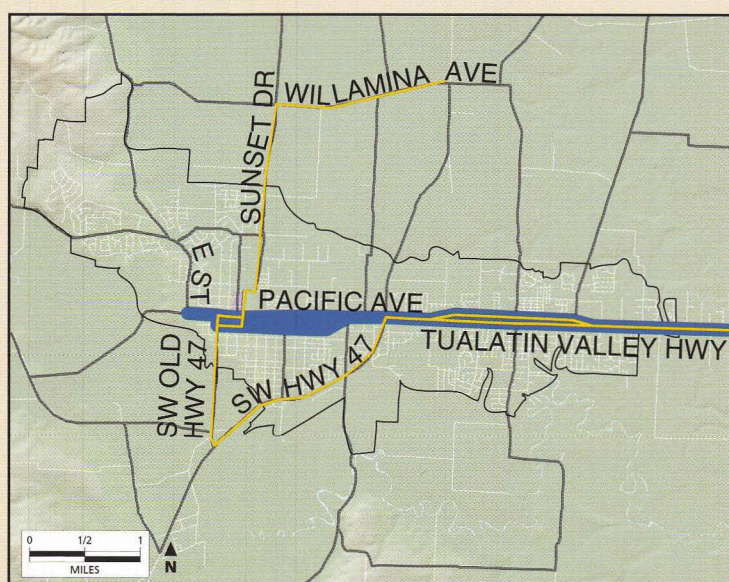 WILLAMINA AVE
SUNSET DR
E ST
PACIFIC AVE
TUALATIN VALLEY HWY
SW OLD
HWY 47
SW HWY 47
0 1/2 1
MILES
N